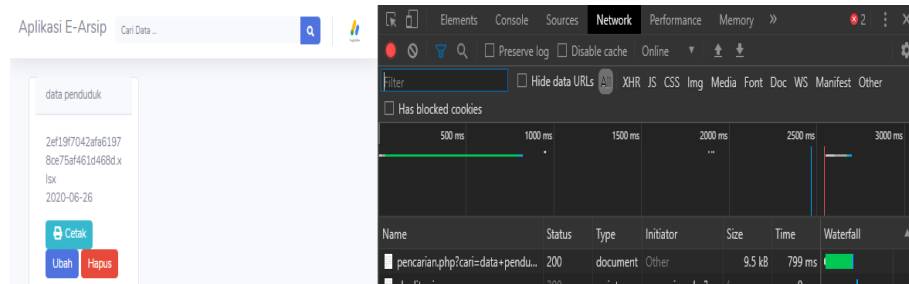 Aplikasi E-Arsip
Cari Data ...
data penduduk
2ef19f7042afa6197
8ce75af461d468d.x
lsx
2020-06-26
Cetak
Ubah Hapus
Elements Console Sources Network Performance Memory » 2
Preserve log Disable cache Online
Filter Hide data URLs All XHR JS CSS Img Media Font Doc WS Manifest Other
Has blocked cookies
500 ms 1000 ms 1500 ms 2000 ms 2500 ms 3000 ms
Name Status Type Initiator Size Time Waterfall
pencarian.php?cari=data+pendu... 200 document Other 9.5 kB 799 ms